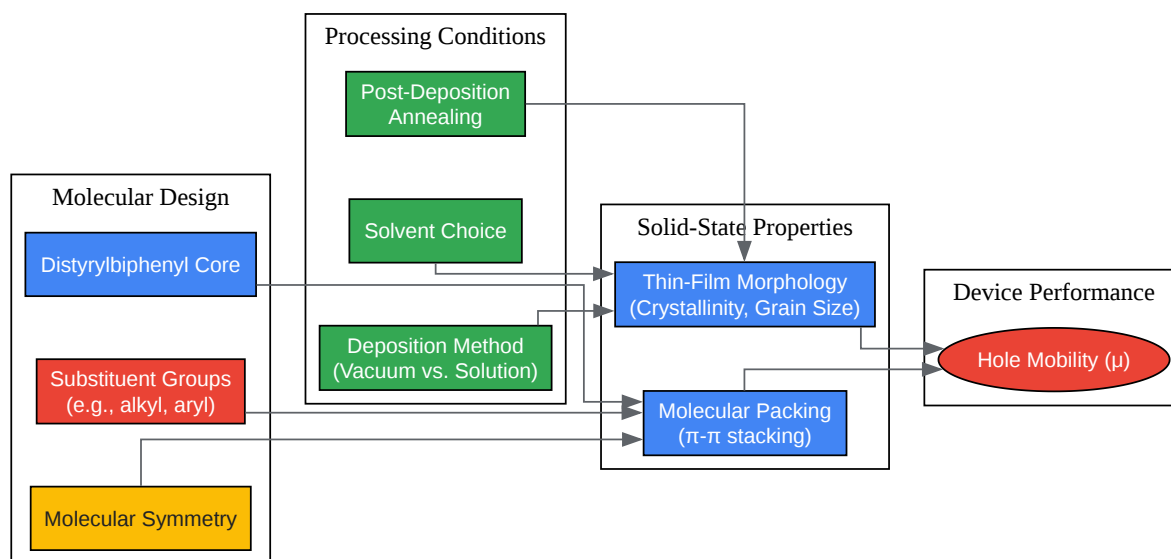 Processing Conditions
Post-Deposition
Annealing
Solvent Choice
Deposition Method
(Vacuum vs. Solution)
Molecular Design
Distyrylbiphenyl Core
Substituent Groups
(e.g., alkyl, aryl)
Molecular Symmetry
Solid-State Properties
Thin-Film Morphology
(Crystallinity, Grain Size)
Molecular Packing
(π-π stacking)
Device Performance
Hole Mobility (μ)